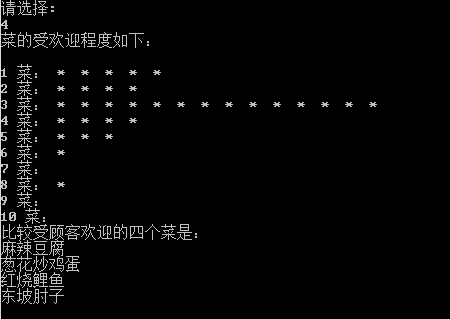 请选择:
4
菜的受欢迎程度如下:
1 菜: * * * * *
2 菜: * * * *
3 菜: * * * * * * * * * * * * * *
4 菜: * * * *
5 菜: * * *
6 菜: *
7 菜:
8 菜: *
9 菜:
10 菜:
比较受顾客欢迎的四个菜是:
麻辣豆腐
葱花炒鸡蛋
红烧鲤鱼
东坡肘子